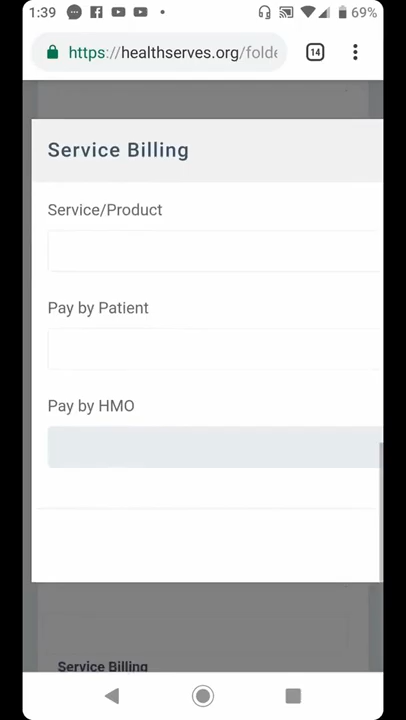 1:39
69%
https://healthserves.org/folde
14
Service Billing
Service/Product
Pay by Patient
Pay by HMO
Service Billing